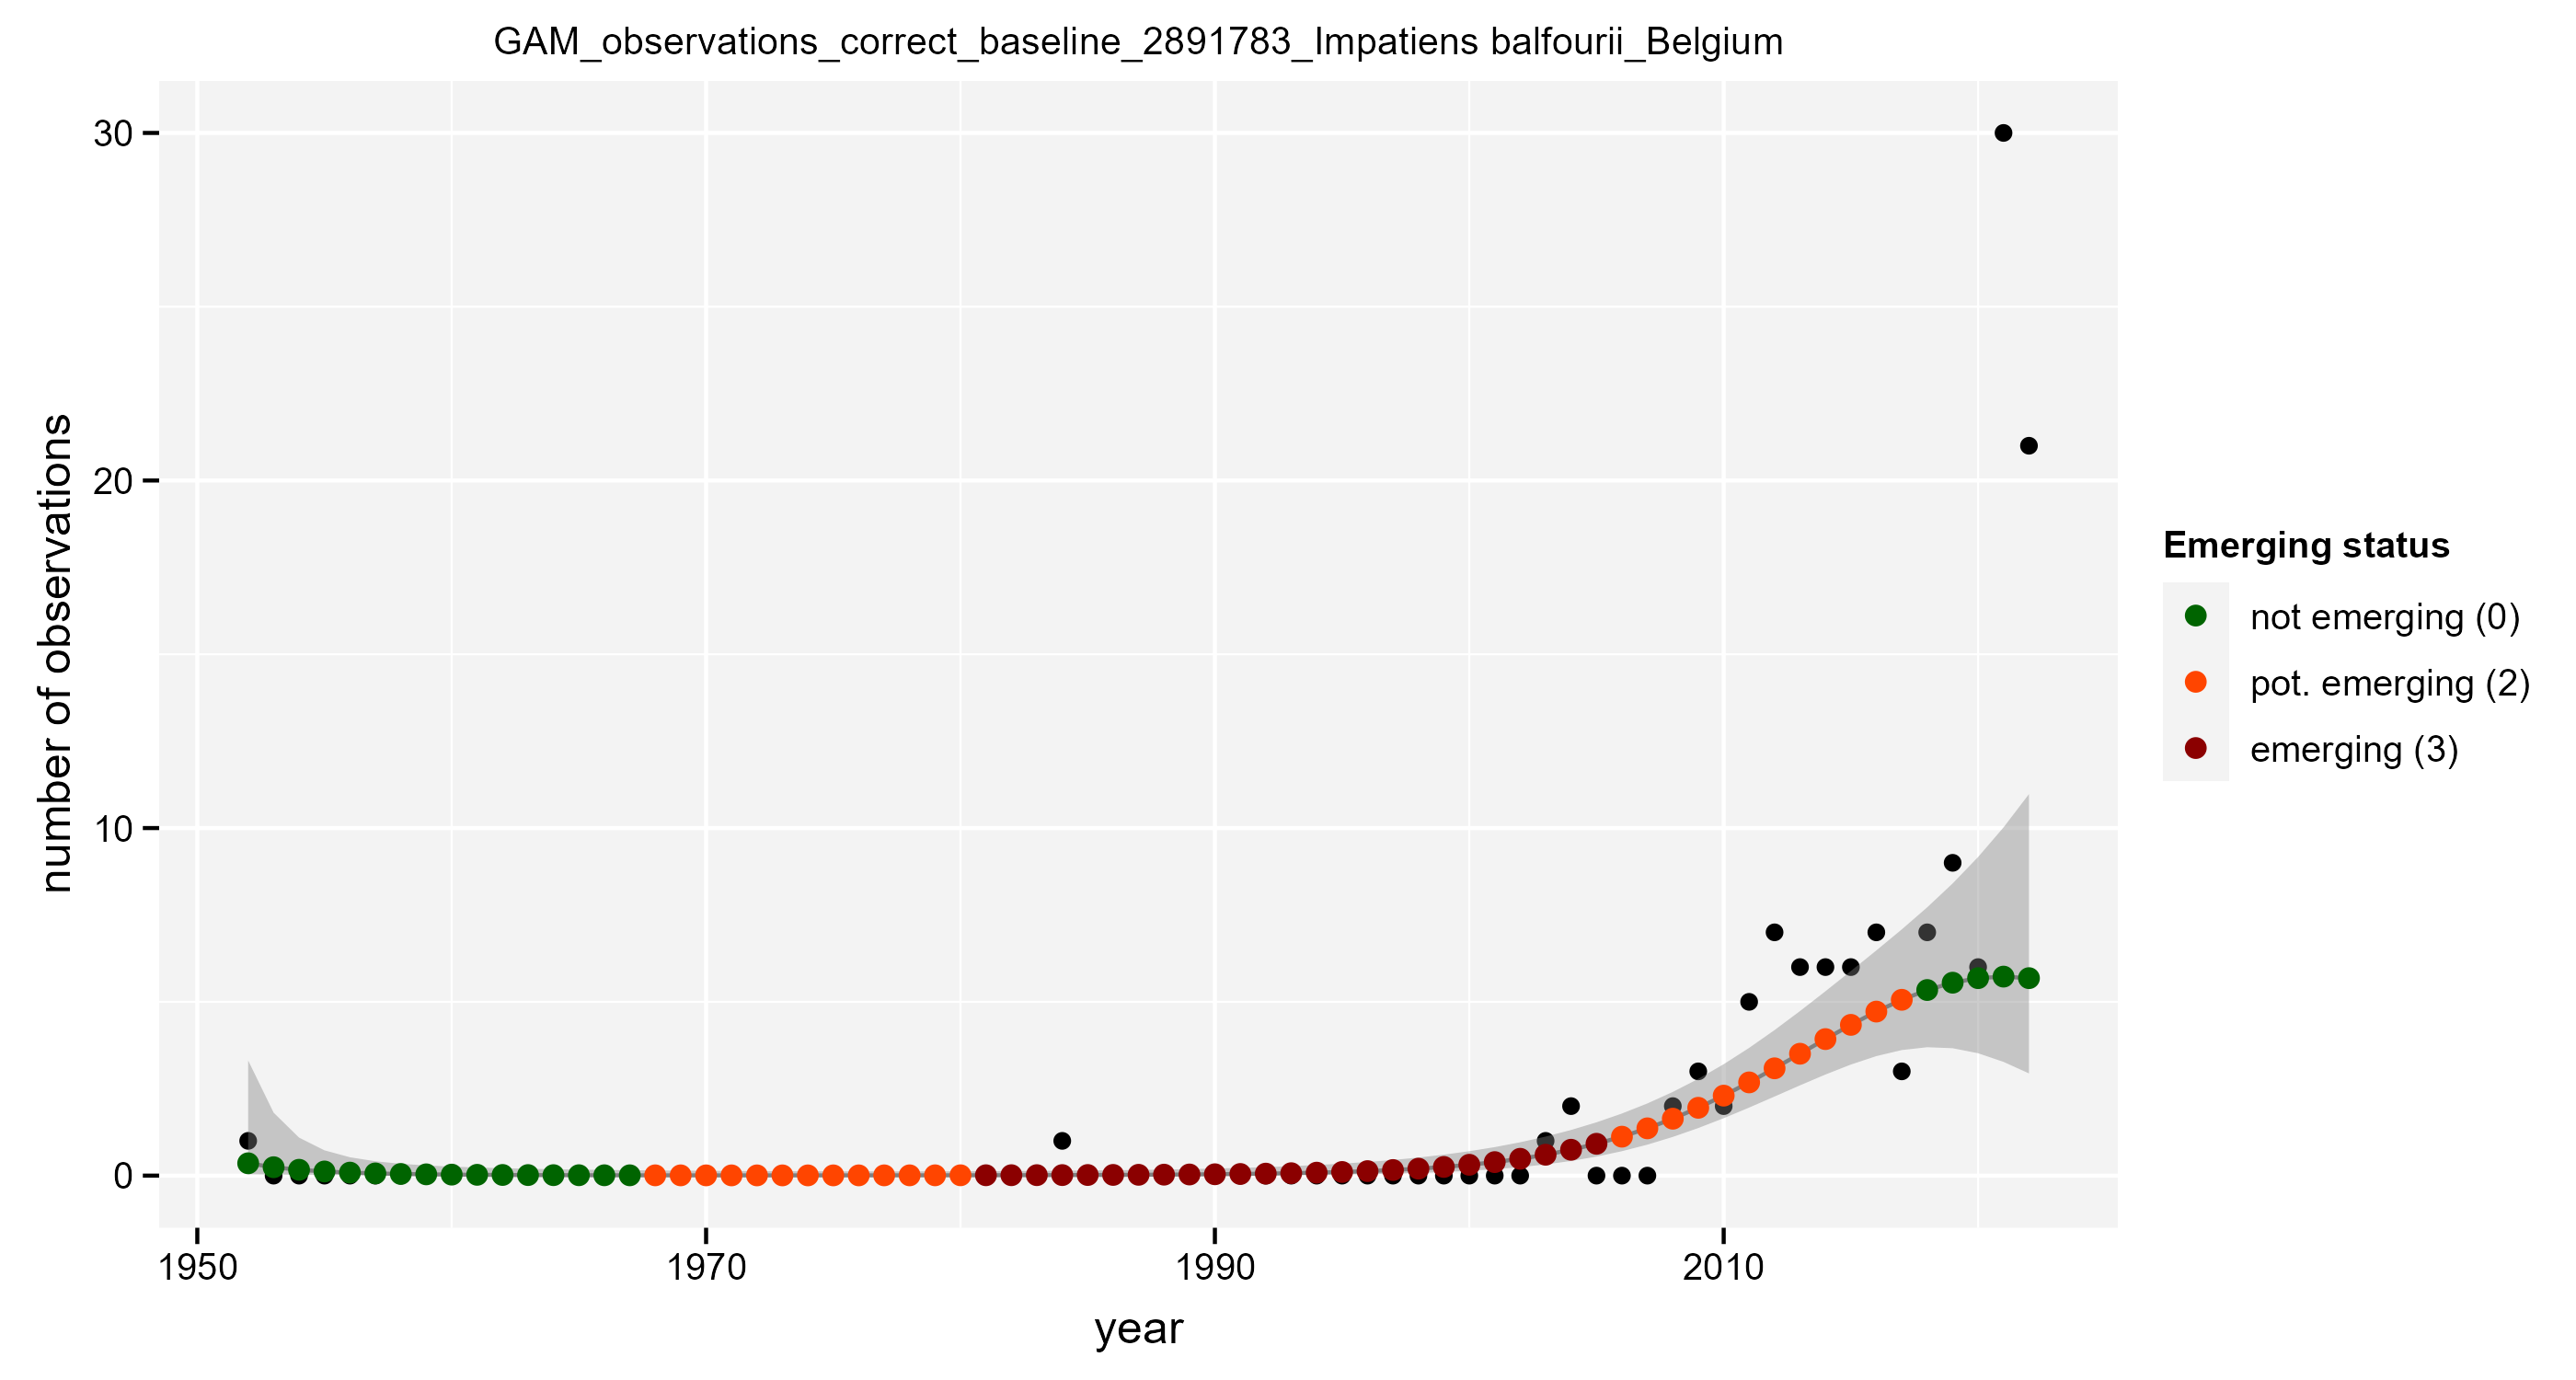 GAM_observations_correct_baseline_2891783_Impatiens balfourii_Belgium
number of observations
30
20
10
0
1950
1970
1990
2010
year
Emerging status
not emerging (0)
pot. emerging (2)
emerging (3)